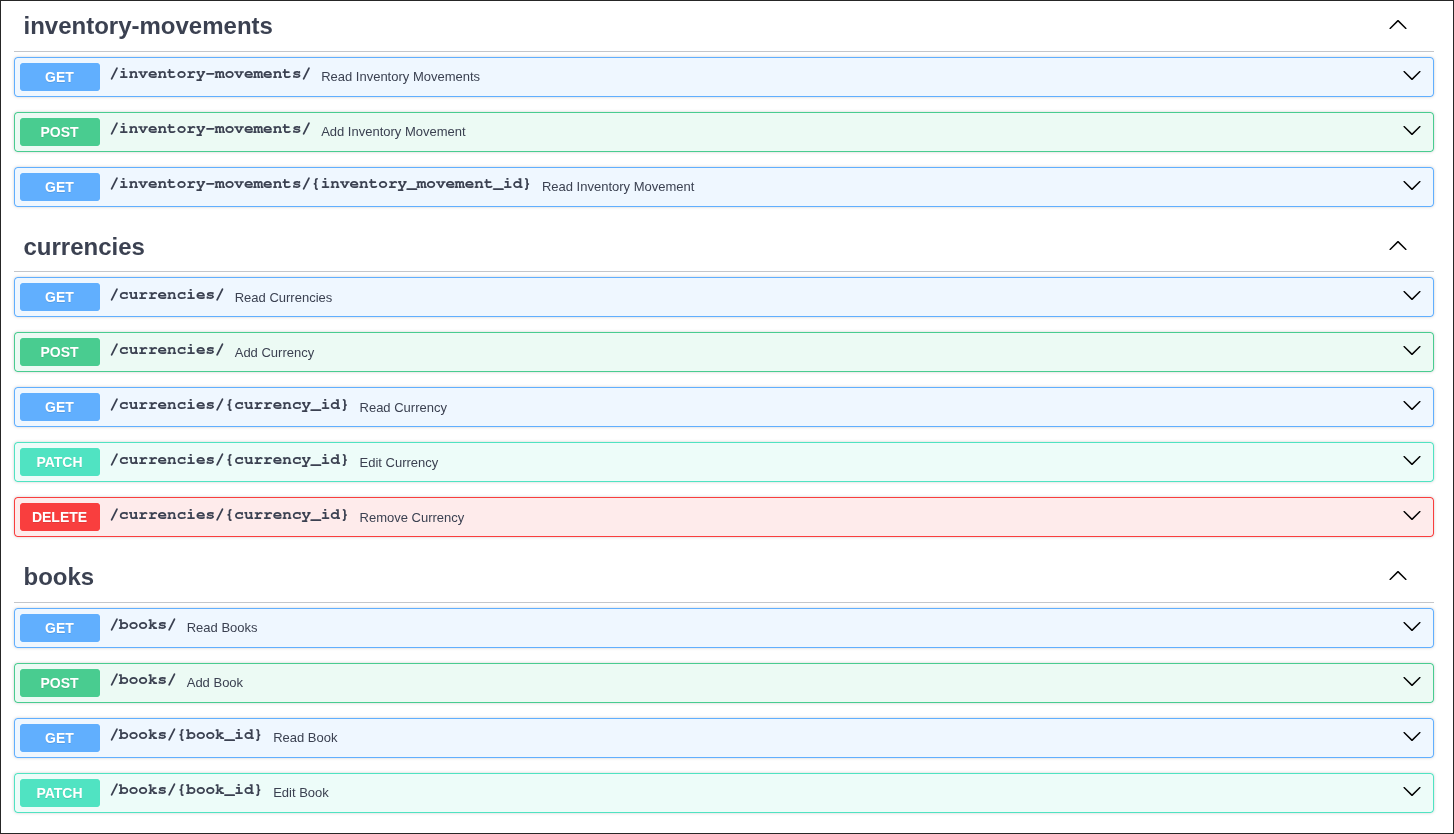 inventory-movements
GET /inventory-movements/ Read Inventory Movements
POST /inventory-movements/ Add Inventory Movement
GET /inventory-movements/{inventory_movement_id} Read Inventory Movement
currencies
GET /currencies/ Read Currencies
POST /currencies/ Add Currency
GET /currencies/{currency_id} Read Currency
PATCH /currencies/{currency_id} Edit Currency
DELETE /currencies/{currency_id} Remove Currency
books
GET /books/ Read Books
POST /books/ Add Book
GET /books/{book_id} Read Book
PATCH /books/{book_id} Edit Book